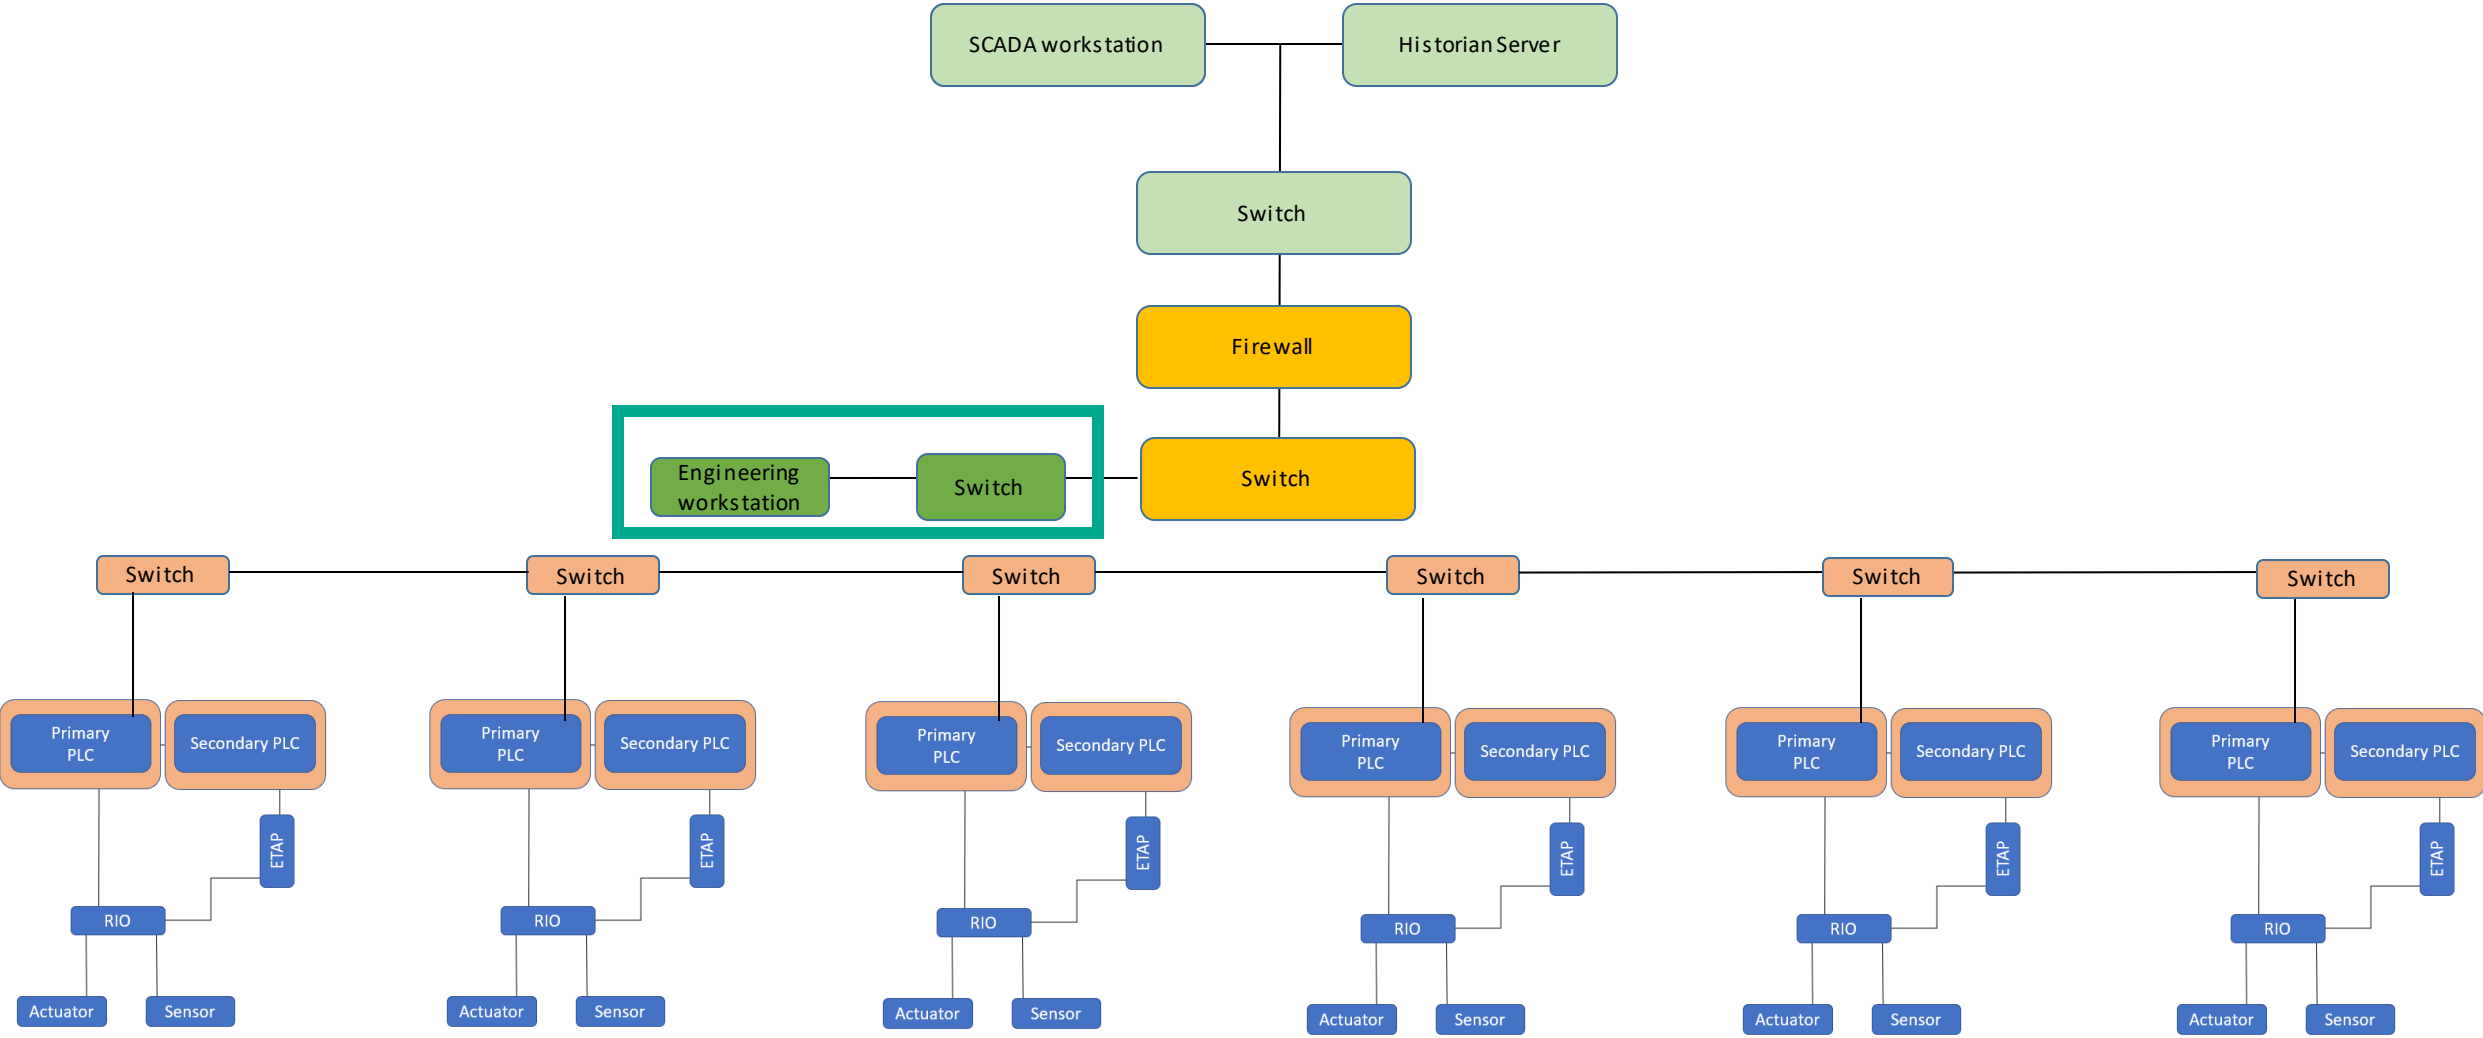 SCADA workstation
Historian Server
Switch
Firewall
Engineering
workstation
Switch
Switch
Switch
Switch
Switch
Switch
Switch
Switch
Primary
PLC
Secondary PLC
Primary
PLC
Secondary PLC
Primary
PLC
Secondary PLC
Primary
PLC
Secondary PLC
Primary
PLC
Secondary PLC
Primary
PLC
Secondary PLC
ETAP
ETAP
ETAP
ETAP
ETAP
ETAP
RIO
RIO
RIO
RIO
RIO
RIO
Actuator
Sensor
Actuator
Sensor
Actuator
Sensor
Actuator
Sensor
Actuator
Sensor
Actuator
Sensor